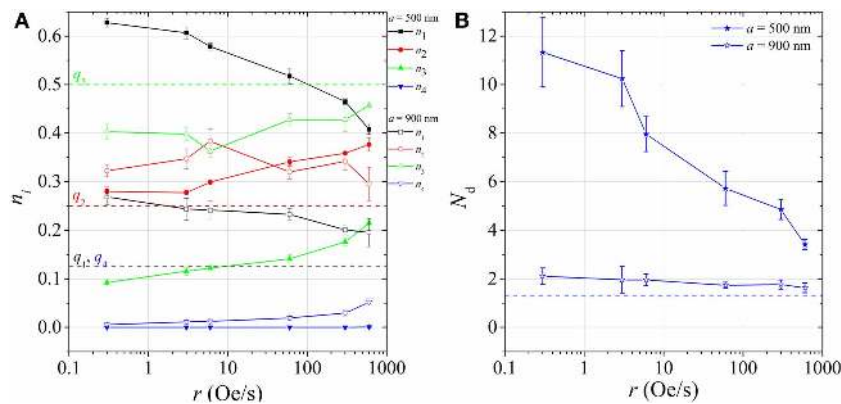 A
a = 500 nm
n1
n2
n3
n4
a = 900 nm
n1
n2
n3
n4
q3
q2
q1, q4
0.6
0.5
0.4
0.3
0.2
0.1
0.0
ni
0.1 1 10 100 1000
r (Oe/s)
B
a = 500 nm
a = 900 nm
12
10
8
6
4
2
0
Nd
0.1 1 10 100 1000
r (Oe/s)